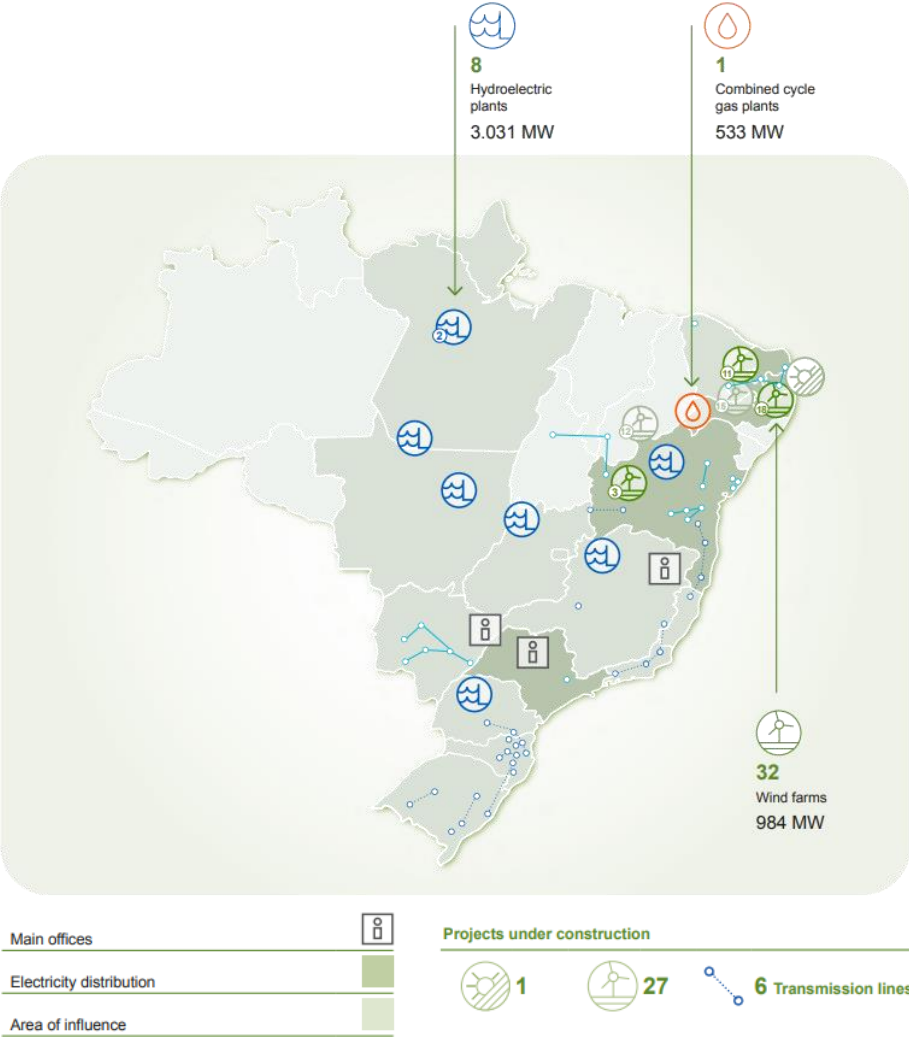 8
Hydroelectric
plants
3.031 MW
1
Combined cycle
gas plants
533 MW
2
11
15
18
12
3
32
Wind farms
984 MW
Main offices
Electricity distribution
Area of influence
Projects under construction
1
27
6 Transmission lines